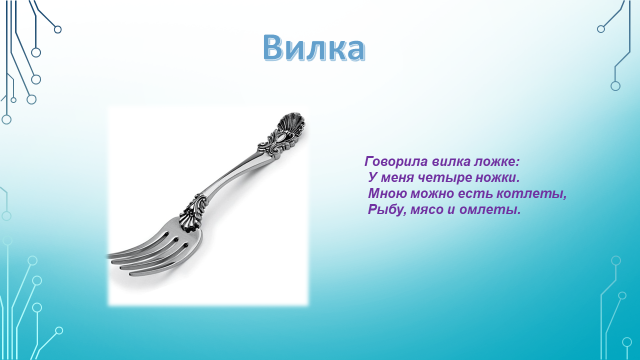 Вилка
Говорила вилка ложке:
У меня четыре ножки.
Мною можно есть котлеты,
Рыбу, мясо и омлеты.